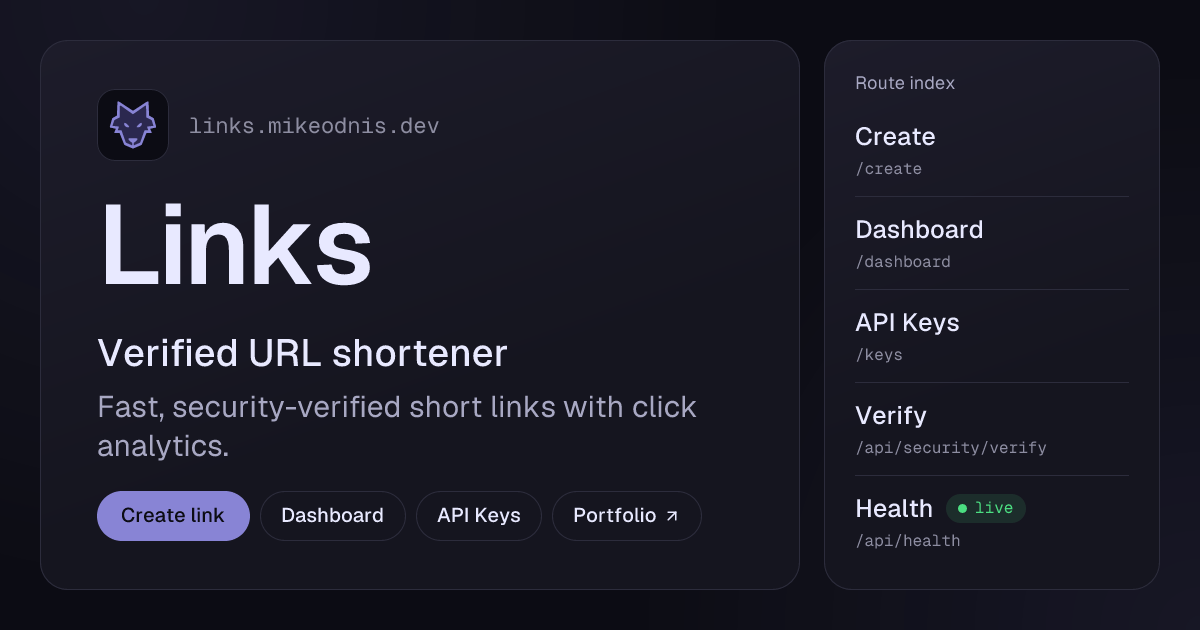 links.mikeodnis.dev
Links
Verified URL shortener
Fast, security-verified short links with click
analytics.
Create link
Dashboard
API Keys
Portfolio ↗
Route index
Create
/create
Dashboard
/dashboard
API Keys
/keys
Verify
/api/security/verify
Health
live
/api/health